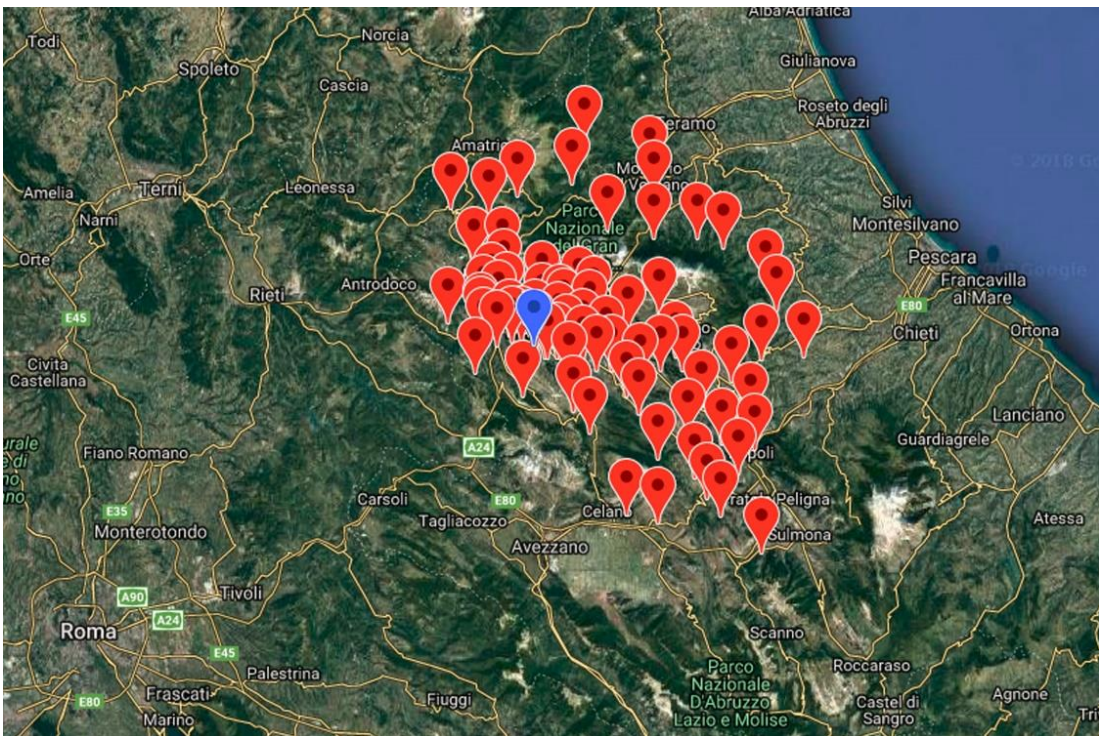 Alba Adriatica
Norcia
Todi
Spoleto
Giulianova
Cascia
Roseto degli
Abruzzi
Teramo
Amatric
Leonessa
Terni
Amelia
Narni
Silvi
Montesilvano
Parco
Nazionale
del Gran
Orte
Pescara
Francavilla
al Mare
Antrodoco
Rieti
E80
E45
Chieti
Ortona
Civita
Castellana
Lanciano
Guardiagrele
A24
Fiano Romano
Carsoli
E80
Celano
Peligna
E35
Tagliacozzo
Atessa
Monterotondo
Avezzano
Sulmona
A90
Tivoli
A24
Roma
Scanno
E45
Roccaraso
Palestrina
Parco
Nazionale
D'Abruzzo
Lazio e Molise
Fiuggi
Castel di
Sangro
Agnone
E80
Frascati
Marino